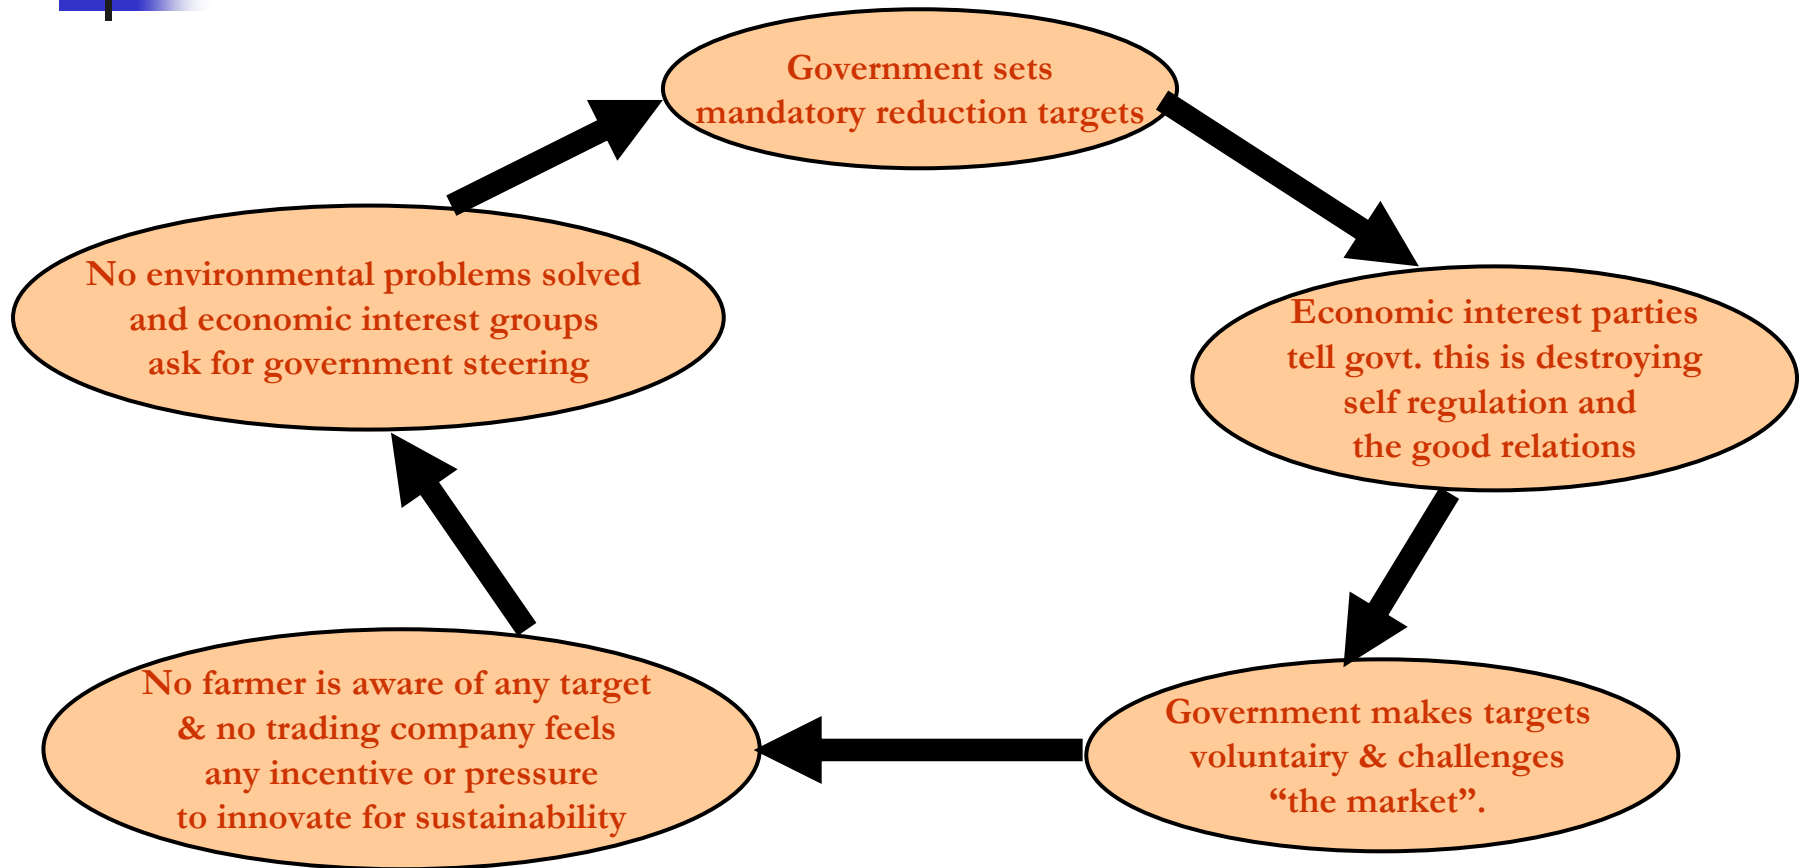 Government sets
mandatory reduction targets
Economic interest parties
tell govt. this is destroying
self regulation and
the good relations
Government makes targets
voluntairy & challenges
“the market”.
No farmer is aware of any target
& no trading company feels
any incentive or pressure
to innovate for sustainability
No environmental problems solved
and economic interest groups
ask for government steering